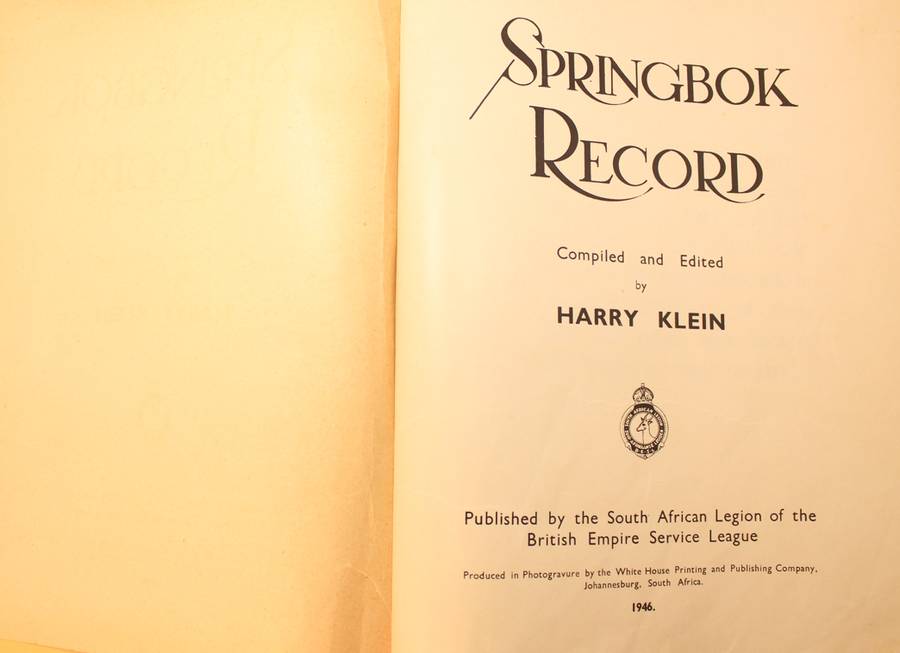 SPRINGBOK
RECORD
Compiled and Edited
by
HARRY KLEIN
Published by the South African Legion of the
British Empire Service League
Produced in Photogravure by the White House Printing and Publishing Company,
Johannesburg, South Africa.
1946.